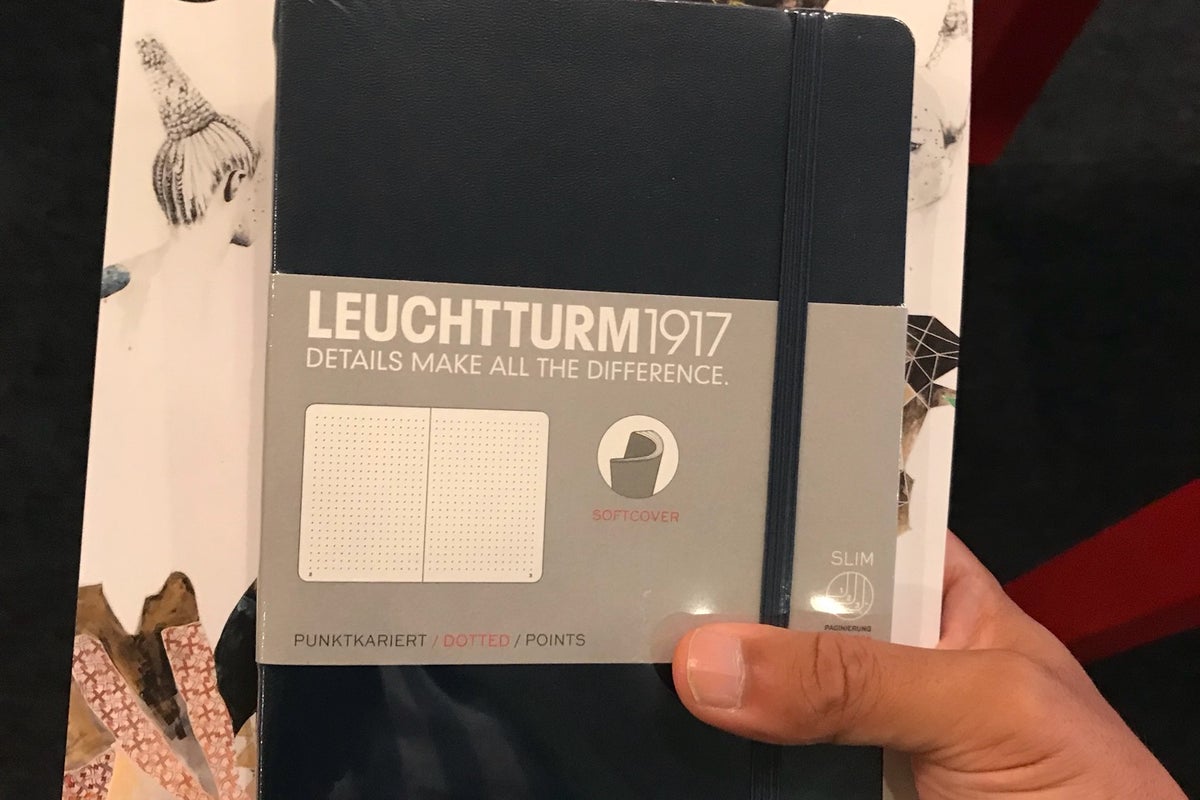 LEUCHTTURM1917
DETAILS MAKE ALL THE DIFFERENCE.
SOFTCOVER
SLIM
PAGINIERUNG
PUNKTKARIERT / DOTTED / POINTS